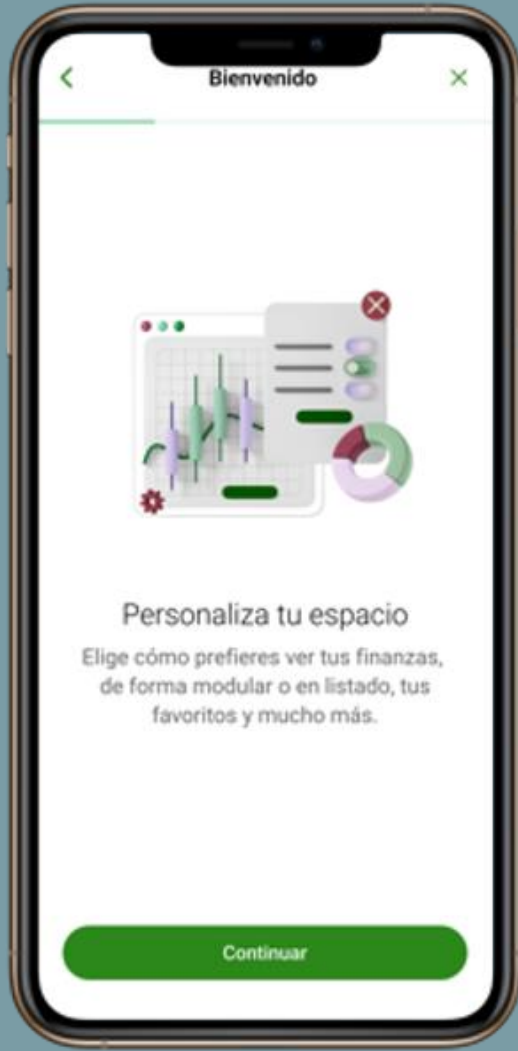 Bienvenido
Personaliza tu espacio
Elige cómo prefieres ver tus finanzas,
de forma modular o en listado, tus
favoritos y mucho más.
Continuar